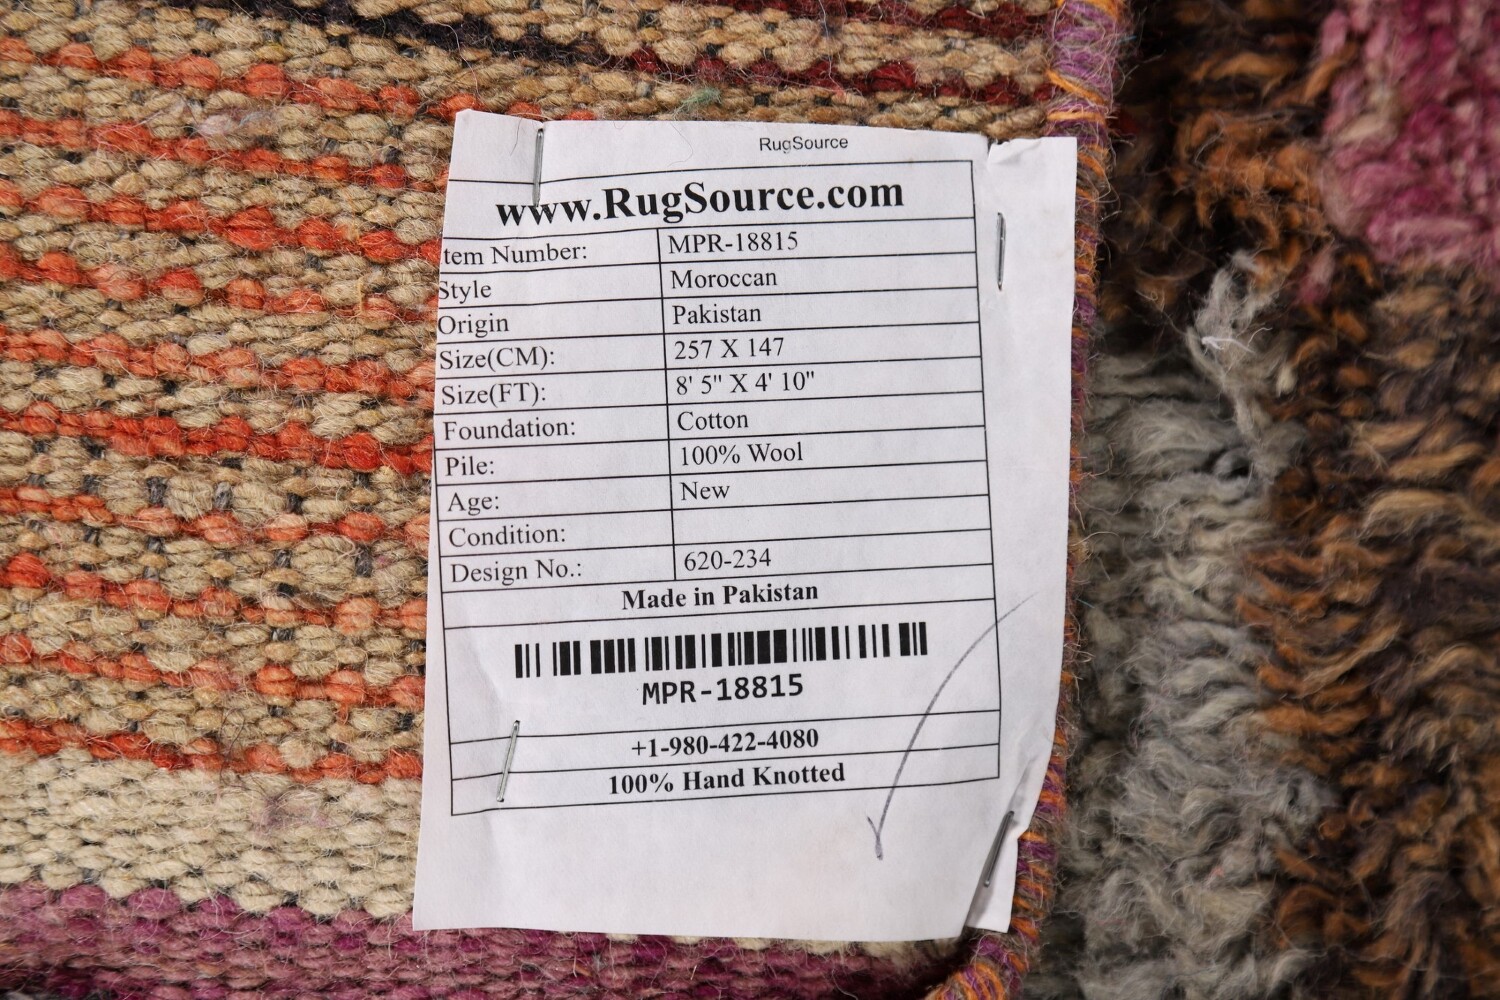 RugSource
www.RugSource.com
tem Number: MPR-18815
Style Moroccan
Origin Pakistan
Size(CM): 257 X 147
Size(FT): 8' 5" X 4' 10"
Foundation: Cotton
Pile: 100% Wool
Age: New
Condition:
Design No.: 620-234
Made in Pakistan
MPR-18815
+1-980-422-4080
100% Hand Knotted